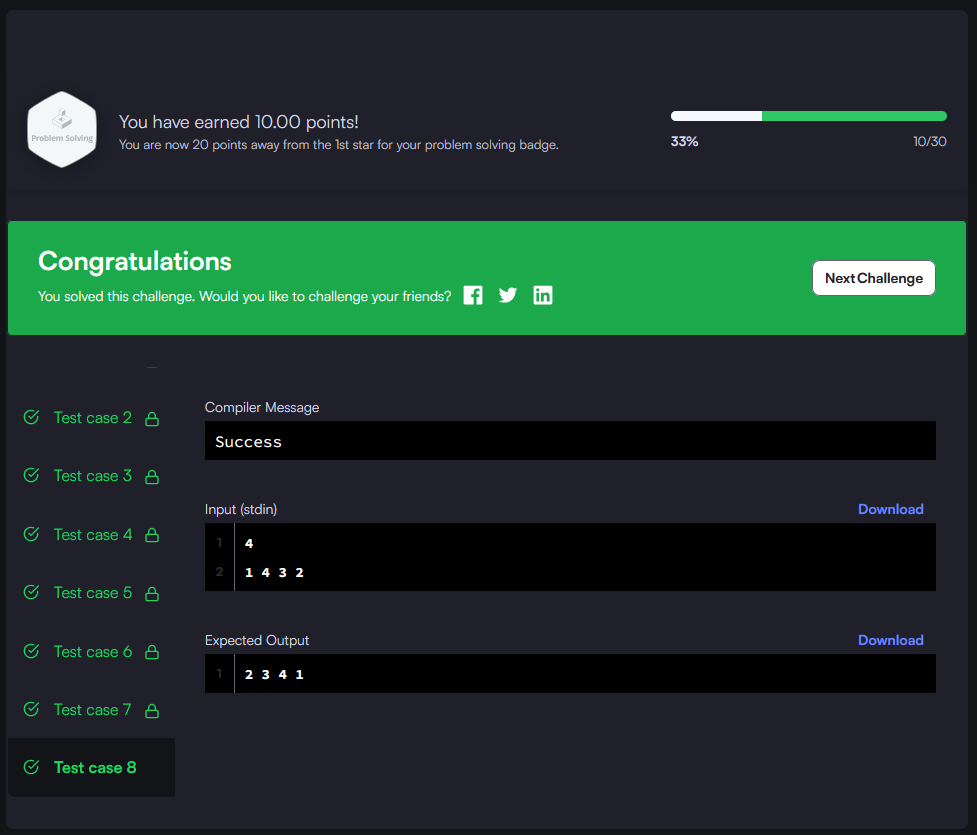 Problem Solving
You have earned 10.00 points!
You are now 20 points away from the 1st star for your problem solving badge.
33%
10/30
Congratulations
You solved this challenge. Would you like to challenge your friends?
Next Challenge
Test case 2
Test case 3
Test case 4
Test case 5
Test case 6
Test case 7
Test case 8
Compiler Message
Success
Input (stdin)
Download
1 4
2 1 4 3 2
Expected Output
Download
1 2 3 4 1